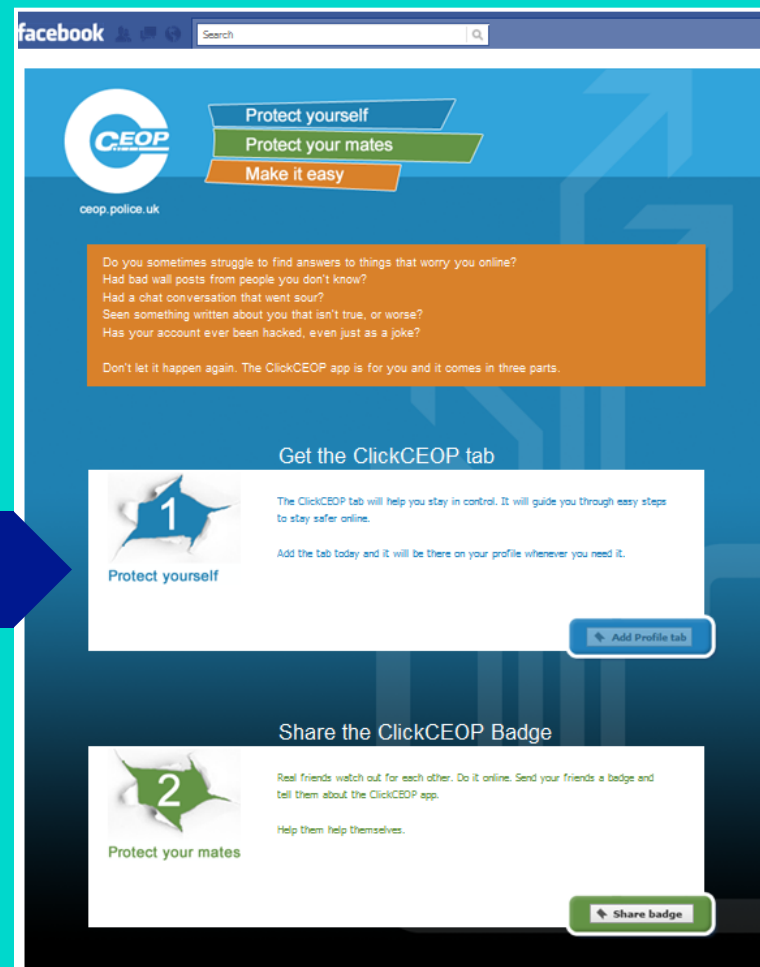 facebook
Search
CEOP
ceop.police.uk
Protect yourself
Protect your mates
Make it easy
Do you sometimes struggle to find answers to things that worry you online?
Had bad wall posts from people you don't know?
Had a chat conversation that went sour?
Seen something written about you that isn't true, or worse?
Has your account ever been hacked, even just as a joke?
Don't let it happen again. The ClickCEOP app is for you and it comes in three parts.
Get the ClickCEOP tab
1
Protect yourself
The ClickCEOP tab will help you stay in control. It will guide you through easy steps
to stay safer online.
Add the tab today and it will be there on your profile whenever you need it.
Add Profile tab
Share the ClickCEOP Badge
2
Protect your mates
Real friends watch out for each other. Do it online. Send your friends a badge and
tell them about the ClickCEOP app.
Help them help themselves.
Share badge